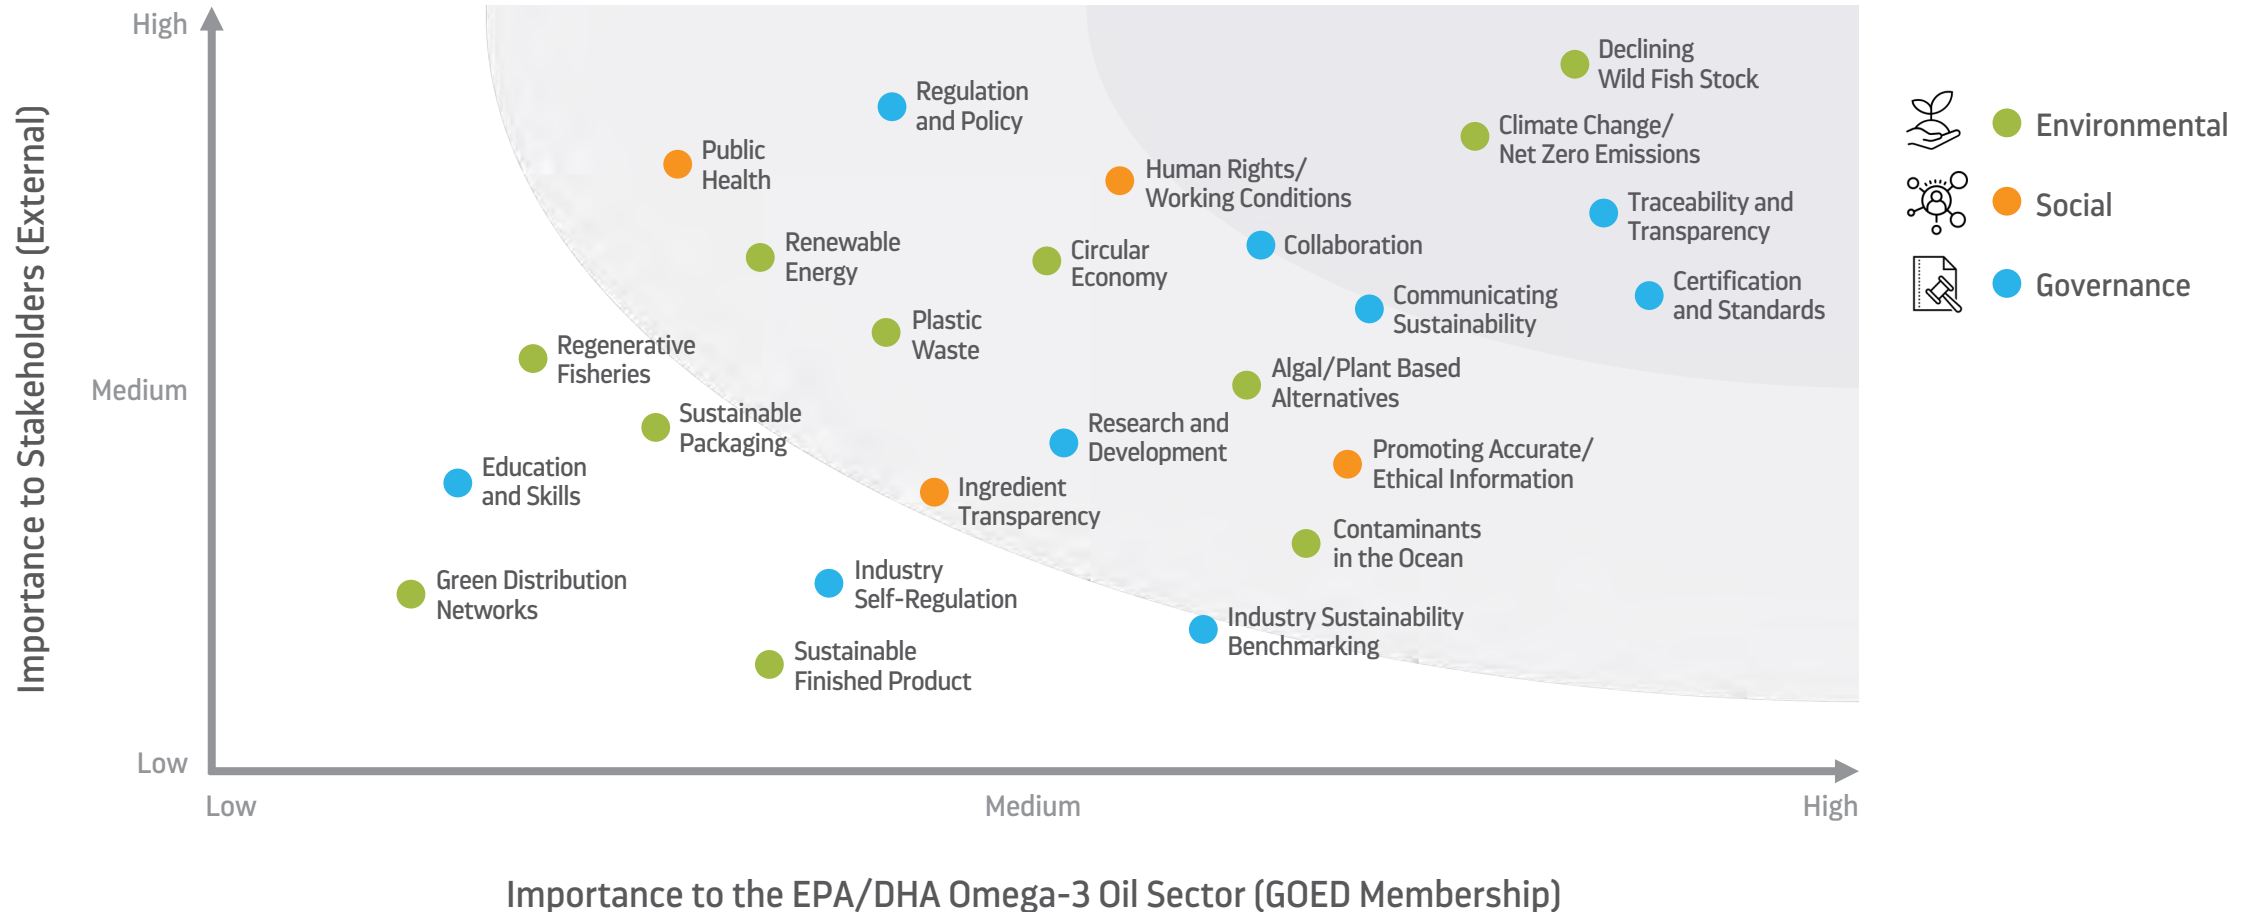 High
Medium
Low
Importance to Stakeholders (External)
Declining
Wild Fish Stock
Regulation
and Policy
Climate Change/
Net Zero Emissions
Public
Health
Human Rights/
Working Conditions
Traceability and
Transparency
Renewable
Energy
Circular
Economy
Collaboration
Certification
and Standards
Communicating
Sustainability
Plastic
Waste
Regenerative
Fisheries
Algal/Plant Based
Alternatives
Sustainable
Packaging
Research and
Development
Promoting Accurate/
Ethical Information
Education
and Skills
Ingredient
Transparency
Contaminants
in the Ocean
Industry
Self-Regulation
Green Distribution
Networks
Industry Sustainability
Benchmarking
Sustainable
Finished Product
Low
Medium
High
Importance to the EPA/DHA Omega-3 Oil Sector (GOED Membership)
Environmental
Social
Governance